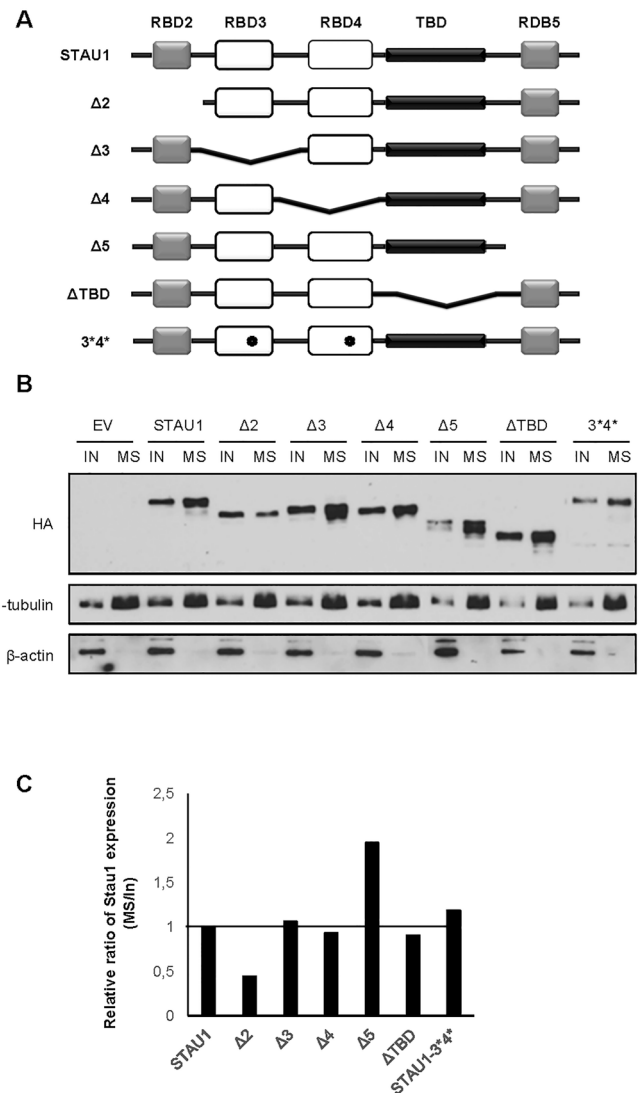 A
RBD2 RBD3 RBD4 TBD RDB5
STAU1
Δ2
Δ3
Δ4
Δ5
ΔTBD
3*4*
B
EV STAU1 Δ2 Δ3 Δ4 Δ5 ΔTBD 3*4*
IN MS IN MS IN MS IN MS IN MS IN MS IN MS IN MS
HA
-tubulin
β-actin
C
Relative ratio of Stau1 expression
(MS/In)
2,5
2
1,5
1
0,5
0
STAU1 Δ2 Δ3 Δ4 Δ5 ΔTBD STAU1-3*4*